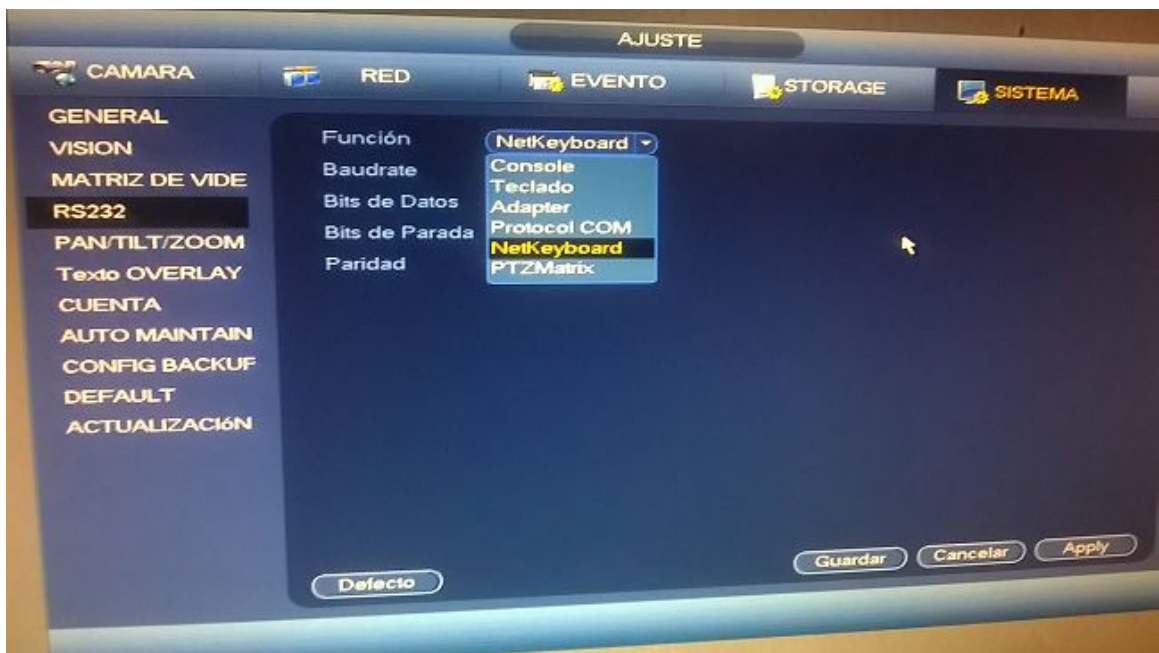 AJUSTE
CAMARA RED EVENTO STORAGE SISTEMA
GENERAL
VISION
MATRIZ DE VIDE
RS232
PAN/TILT/ZOOM
Texto OVERLAY
CUENTA
AUTO MAINTAIN
CONFIG BACKUF
DEFAULT
ACTUALIZACIóN
Función NetKeyboard
Baudrate
Bits de Datos
Bits de Parada
Paridad
Console
Teclado
Adapter
Protocol COM
NetKeyboard
PTZMatrix
Defecto Guardar Cancelar Apply